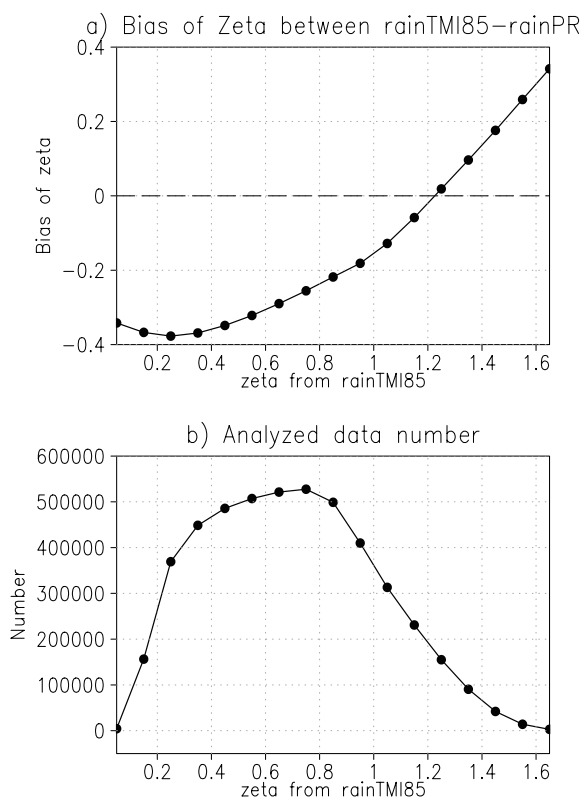 a) Bias of Zeta between rainTMI85-rainPR
0.4
0.2
0
-0.2
-0.4
Bias of zeta
0.2 0.4 0.6 0.8 1 1.2 1.4 1.6
zeta from rainTMI85
b) Analyzed data number
600000
500000
400000
300000
200000
100000
0
Number
0.2 0.4 0.6 0.8 1 1.2 1.4 1.6
zeta from rainTMI85